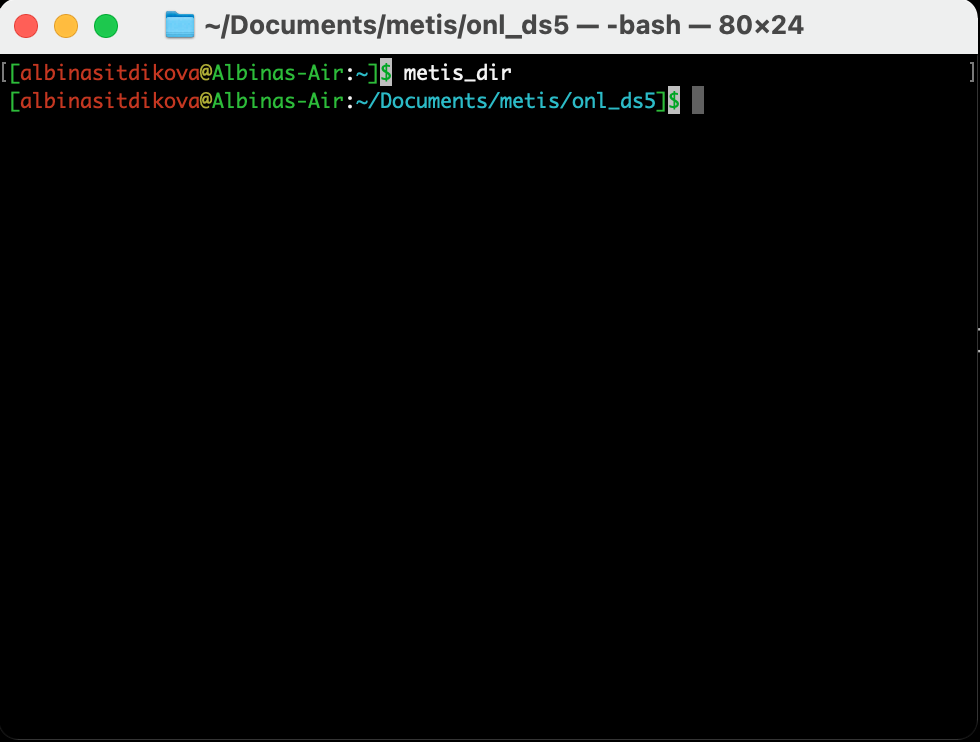 ~/Documents/metis/onl_ds5 — -bash — 80×24
[[albinasitdikova@Albinas-Air:~]$ metis_dir ]
[albinasitdikova@Albinas-Air:~/Documents/metis/onl_ds5]$